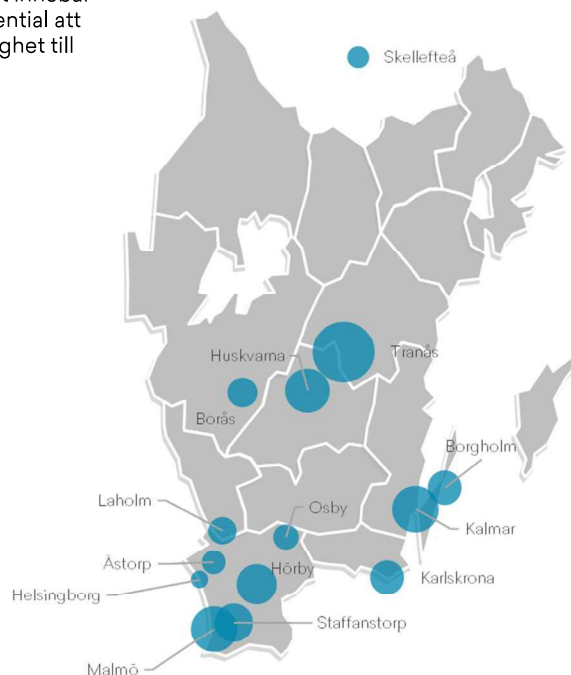 ential att
ghet till
Skellefteå
Huskvarna
Tranås
Borås
Borgholm
Laholm
Osby
Kalmar
Åstorp
Hörby
Karlskrona
Helsingborg
Staffanstorp
Malmö